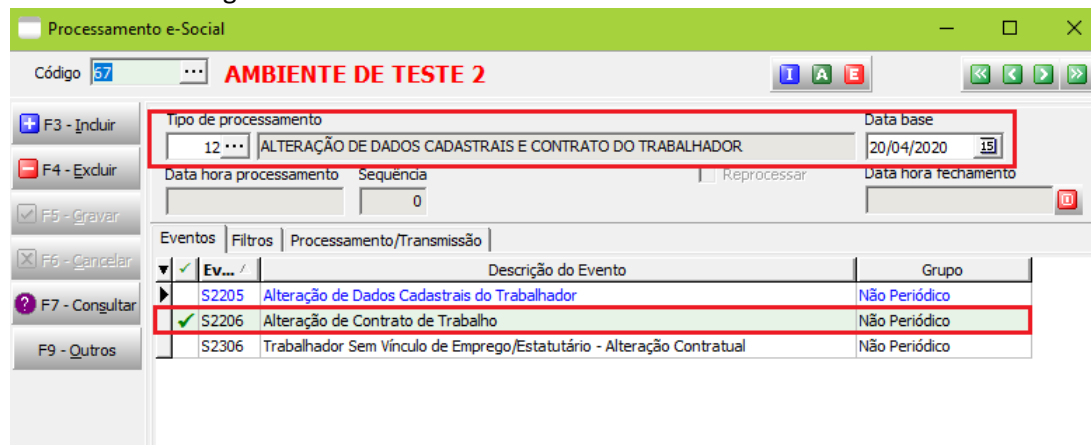 Processamento e-Social
Código 67 ... AMBIENTE DE TESTE 2 I A E
F3 - Incluir
F4 - Excluir
F5 - Gravar
F6 - Cancelar
F7 - Consultar
F9 - Outros
Tipo de processamento Data base
12 ... ALTERAÇÃO DE DADOS CADASTRAIS E CONTRATO DO TRABALHADOR 20/04/2020 15
Data hora processamento Sequência Reprocessar Data hora fechamento
0
Eventos Filtros Processamento/Transmissão
Ev... Descrição do Evento Grupo
S2205 Alteração de Dados Cadastrais do Trabalhador Não Periódico
S2206 Alteração de Contrato de Trabalho Não Periódico
S2306 Trabalhador Sem Vínculo de Emprego/Estatutário - Alteração Contratual Não Periódico